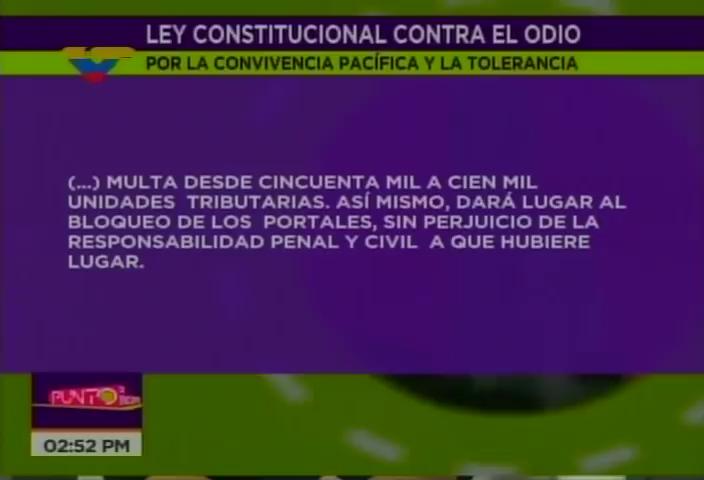 LEY CONSTITUCIONAL CONTRA EL ODIO
POR LA CONVIVENCIA PACÍFICA Y LA TOLERANCIA
(...) MULTA DESDE CINCUENTA MIL A CIEN MIL
UNIDADES TRIBUTARIAS. ASÍ MISMO, DARÁ LUGAR AL
BLOQUEO DE LOS PORTALES, SIN PERJUICIO DE LA
RESPONSABILIDAD PENAL Y CIVIL A QUE HUBIERE
LUGAR.
PUNTO
02:52 PM